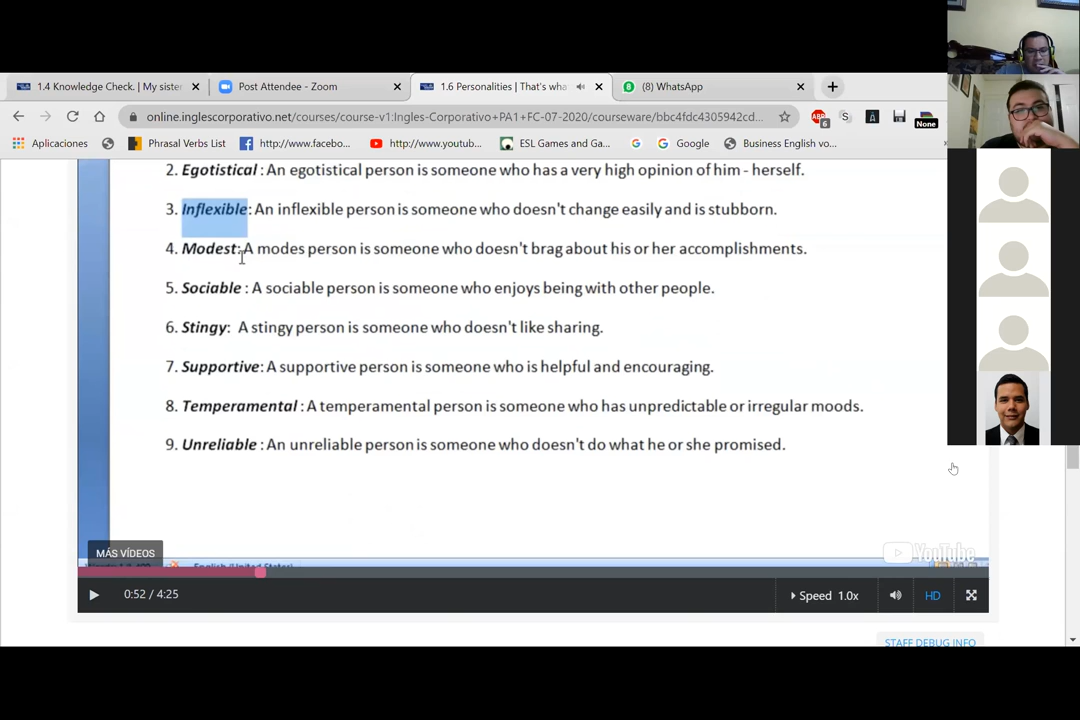 1.4 Knowledge Check. | My siste
Post Attendee - Zoom
1.6 Personalities | That's wha
(8) WhatsApp
online.inglescorporativo.net/courses/course-v1:Ingles-Corporativo+PA1+FC-07-2020/courseware/bbc4fdc4305942cd...
6
None
Aplicaciones
Phrasal Verbs List
http://www.facebo...
http://www.youtub...
ESL Games and Ga...
Google
Business English vo...
2. Egotistical : An egotistical person is someone who has a very high opinion of him - herself.
3. Inflexible: An inflexible person is someone who doesn't change easily and is stubborn.
4. Modest: A modes person is someone who doesn't brag about his or her accomplishments.
5. Sociable : A sociable person is someone who enjoys being with other people.
6. Stingy: A stingy person is someone who doesn't like sharing.
7. Supportive: A supportive person is someone who is helpful and encouraging.
8. Temperamental : A temperamental person is someone who has unpredictable or irregular moods.
9. Unreliable : An unreliable person is someone who doesn't do what he or she promised.
MÁS VÍDEOS
YouTube
English (United States)
0:52 / 4:25
Speed 1.0x
HD
STAFF DEBUG INFO